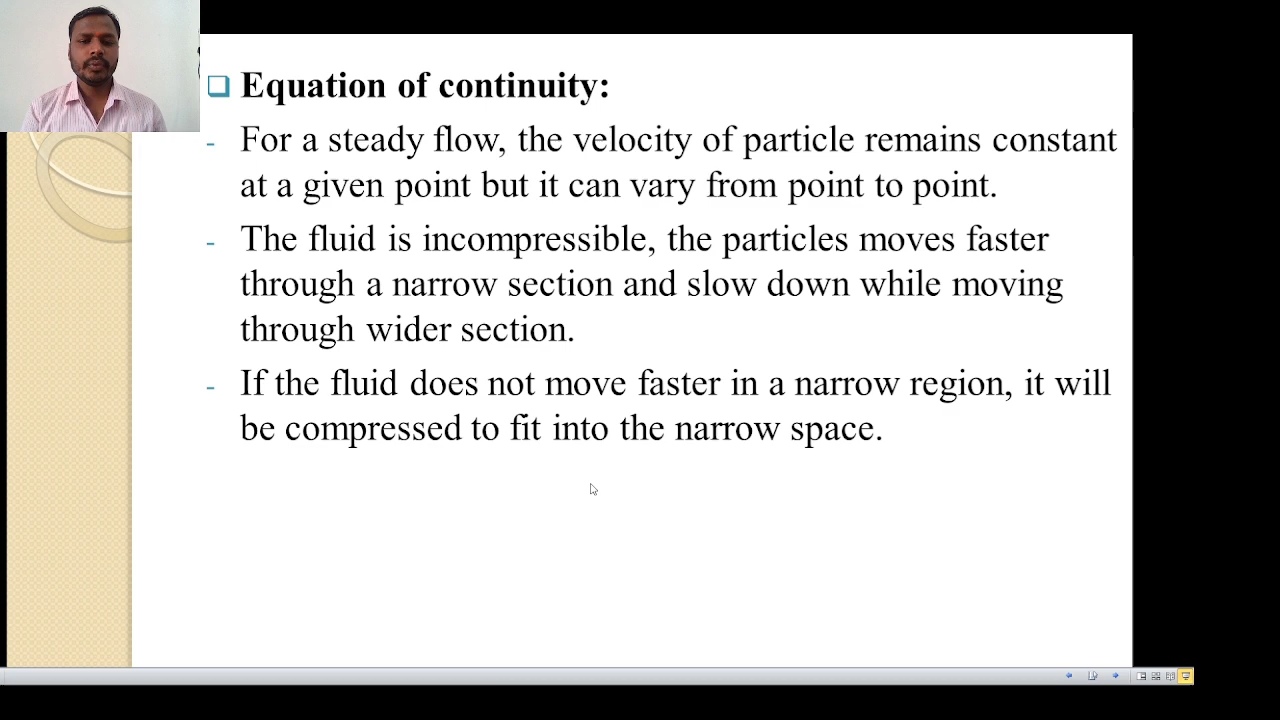 Equation of continuity:
- For a steady flow, the velocity of particle remains constant
at a given point but it can vary from point to point.
- The fluid is incompressible, the particles moves faster
through a narrow section and slow down while moving
through wider section.
- If the fluid does not move faster in a narrow region, it will
be compressed to fit into the narrow space.